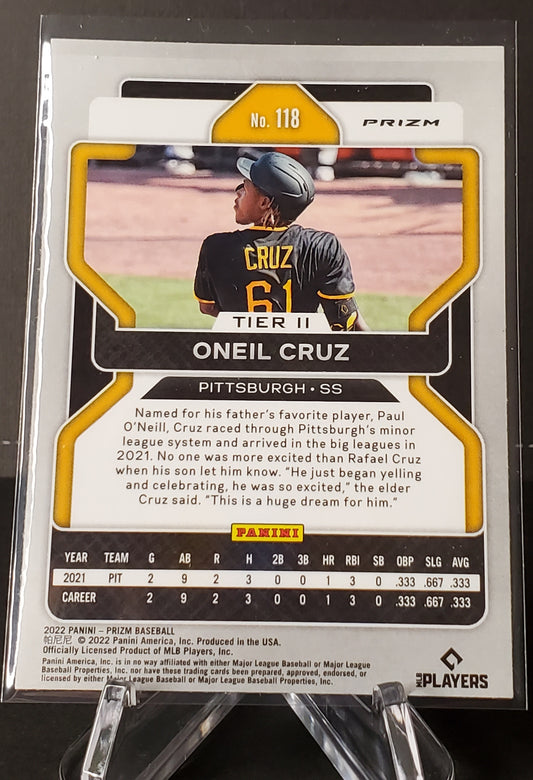 No. 118
PRIZM
CRUZ
61
TIER II
ONEIL CRUZ
PITTSBURGH • SS
Named for his father's favorite player, Paul
O'Neill, Cruz raced through Pittsburgh's minor
league system and arrived in the big leagues in
2021. No one was more excited than Rafael Cruz
when his son let him know. "He just began yelling
and celebrating, he was so excited," the elder
Cruz said. "This is a huge dream for him."
PANINI
YEAR TEAM G AB R H 2B 3B HR RBI SB OBP SLG AVG
2021 PIT 2 9 2 3 0 0 1 3 0 .333 .667 .333
CAREER 2 9 2 3 0 0 1 3 0 .333 .667 .333
2022 PANINI – PRIZM BASEBALL
帕尼尼 © 2022 Panini America, Inc. Produced in the USA.
Officially Licensed Product of MLB Players, Inc.
Panini America, Inc. is in no way affiliated with either Major League Baseball or Major League
Baseball Properties, Inc. nor have these trading cards been prepared, approved, endorsed, or
licensed by either Major League Baseball or Major League Baseball Properties, Inc.
MLB PLAYERS